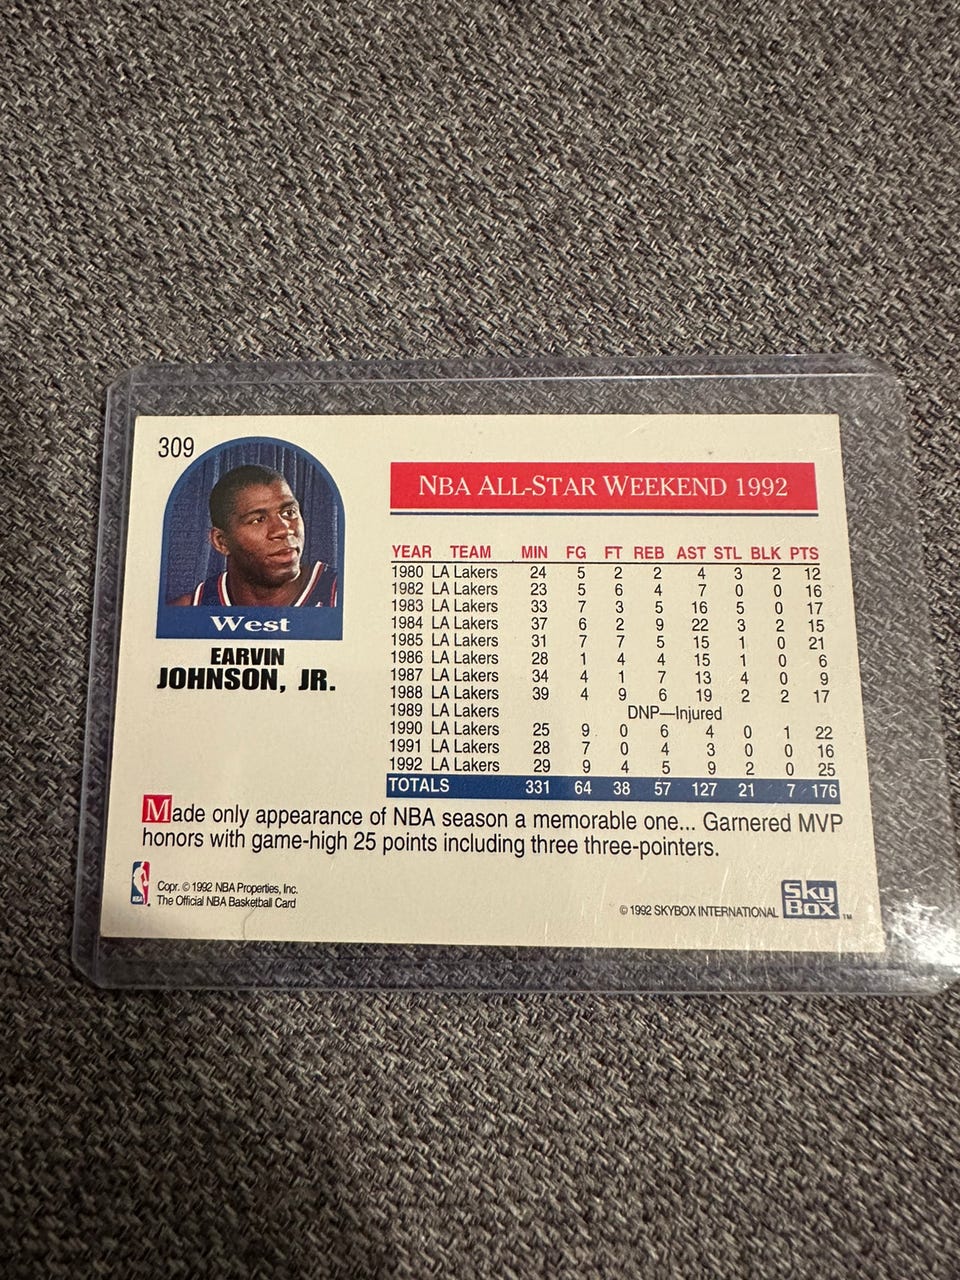 309
NBA ALL-STAR WEEKEND 1992
YEAR TEAM MIN FG FT REB AST STL BLK PTS
1980 LA Lakers 24 5 2 2 4 3 2 12
1982 LA Lakers 23 5 6 4 7 0 0 16
1983 LA Lakers 33 7 3 5 16 5 0 17
1984 LA Lakers 37 6 2 9 22 3 2 15
1985 LA Lakers 31 7 7 5 15 1 0 21
1986 LA Lakers 28 1 4 4 15 1 0 6
1987 LA Lakers 34 4 1 7 13 4 0 9
1988 LA Lakers 39 4 9 6 19 2 2 17
1989 LA Lakers DNP—Injured
1990 LA Lakers 25 9 0 6 4 0 1 22
1991 LA Lakers 28 7 0 4 3 0 0 16
1992 LA Lakers 29 9 4 5 9 2 0 25
TOTALS 331 64 38 57 127 21 7 176
West
EARVIN
JOHNSON, JR.
Made only appearance of NBA season a memorable one... Garnered MVP
honors with game-high 25 points including three three-pointers.
NBA
Copr. © 1992 NBA Properties, Inc.
The Official NBA Basketball Card
© 1992 SKYBOX INTERNATIONAL
Sky
Box TM